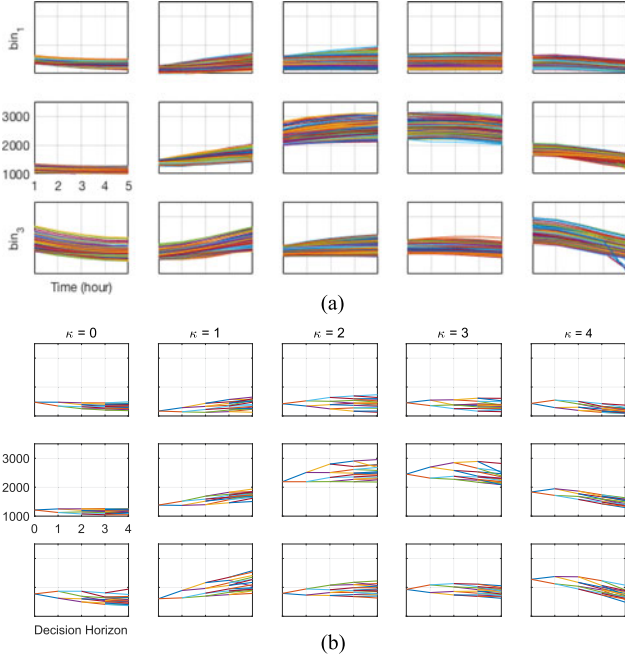 bin1
3000
2000
1000
1 2 3 4 5
bin3
Time (hour)
(a)
κ = 0 κ = 1 κ = 2 κ = 3 κ = 4
3000
2000
1000
0 1 2 3 4
Decision Horizon
(b)